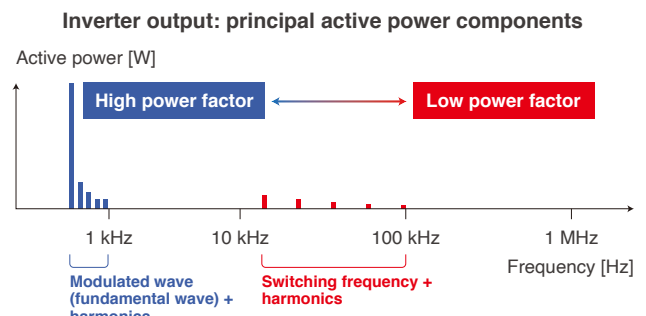 Inverter output: principal active power components
Active power [W]
High power factor
Low power factor
1 kHz
10 kHz
100 kHz
1 MHz
Frequency [Hz]
Modulated wave
(fundamental wave) +
harmonics
Switching frequency +
harmonics